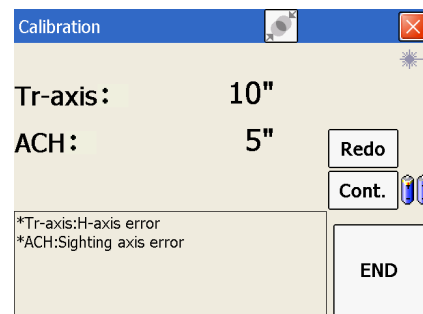 Calibration
Tr-axis: 10"
ACH: 5"
Redo
Cont.
*Tr-axis:H-axis error
*ACH:Sighting axis error
END